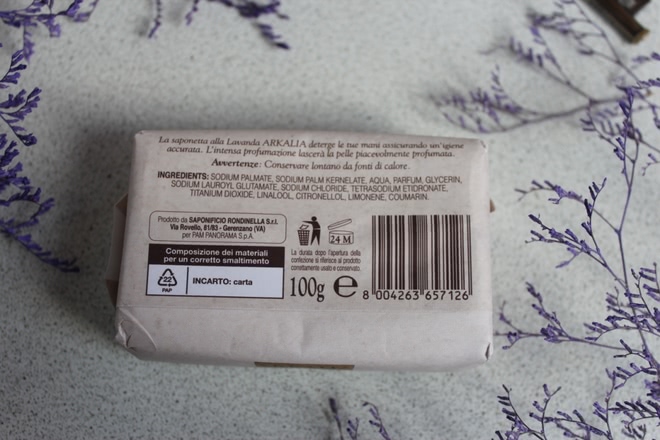 La saponetta alla Lavanda ARKALIA deterge le tue mani assicurando un'igiene
accurata. L'intensa profumazione lascerà la pelle piacevolmente profumata.
Avvertenze: Conservare lontano da fonti di calore.
INGREDIENTS: SODIUM PALMATE, SODIUM PALM KERNELATE, AQUA, PARFUM, GLYCERIN,
SODIUM LAUROYL GLUTAMATE, SODIUM CHLORIDE, TETRASODIUM ETIDRONATE,
TITANIUM DIOXIDE, LINALOOL, CITRONELLOL, LIMONENE, COUMARIN.
Prodotto da SAPONIFICIO RONDINELLA S.r.l.
Via Rovello, 81/83 - Gerenzano (VA)
per PAM PANORAMA S.p.A.
Composizione dei materiali
per un corretto smaltimento
22
PAP
INCARTO: carta
24 M
La durata dopo l'apertura della
confezione si riferisce al prodotto
correttamente usato e conservato.
100g e
8 004263 657126